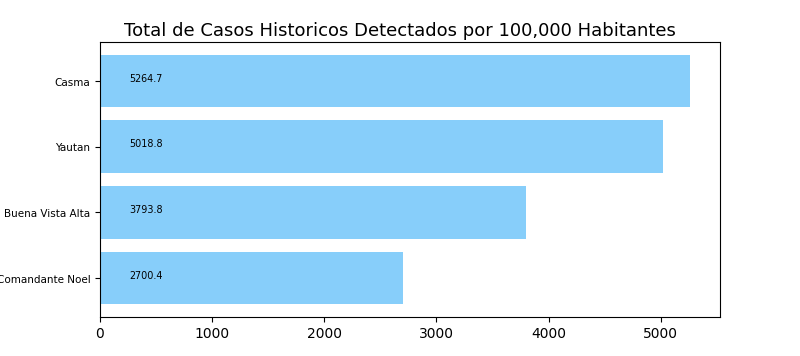 Total de Casos Historicos Detectados por 100,000 Habitantes
Casma
5264.7
Yautan
5018.8
Buena Vista Alta
3793.8
Comandante Noel
2700.4
0 1000 2000 3000 4000 5000